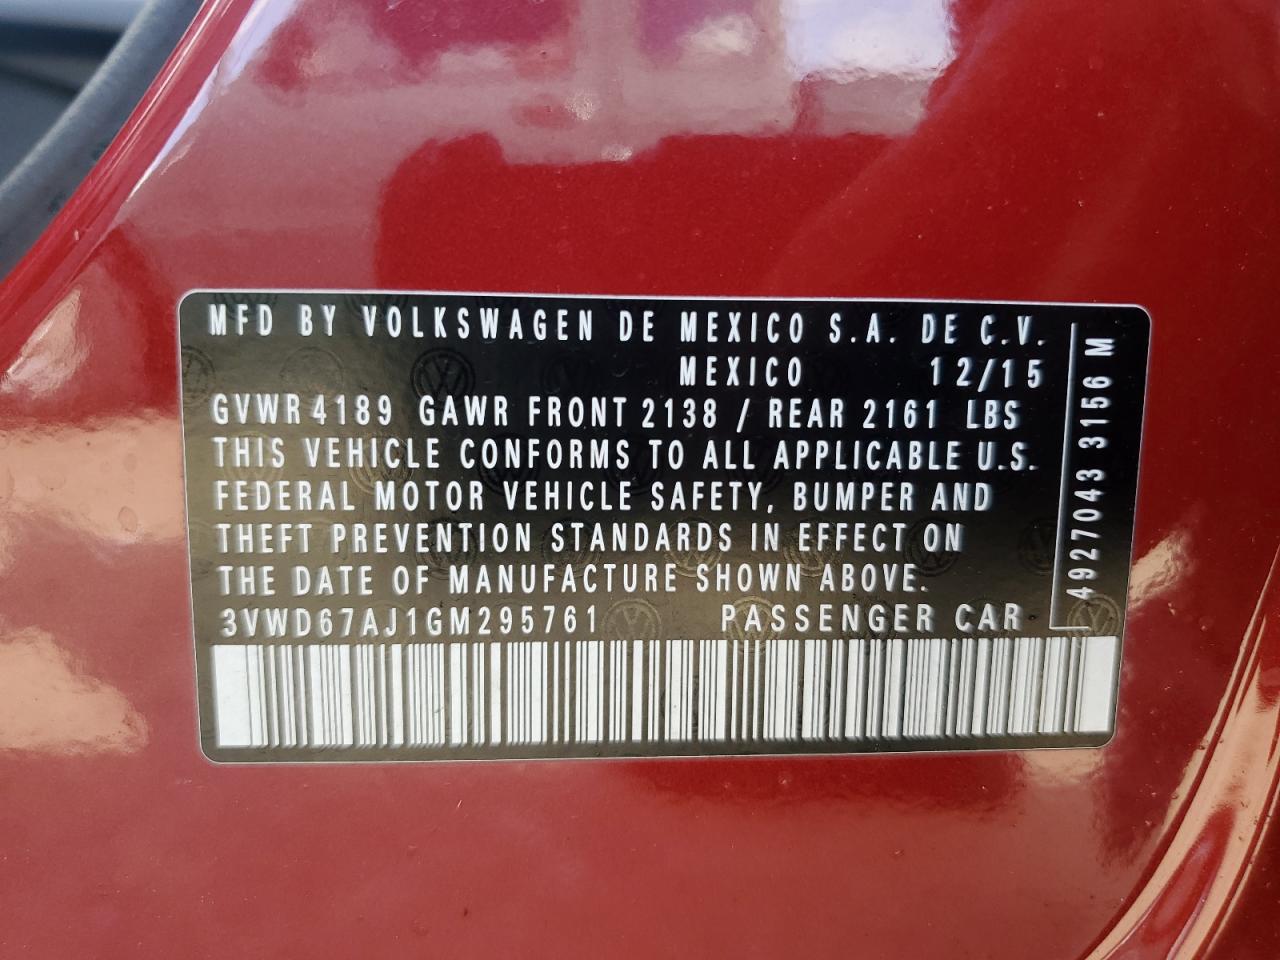 MFD BY VOLKSWAGEN DE MEXICO S.A. DE C.V.
MEXICO 12/15
GVWR 4189 GAWR FRONT 2138 / REAR 2161 LBS
THIS VEHICLE CONFORMS TO ALL APPLICABLE U.S.
FEDERAL MOTOR VEHICLE SAFETY, BUMPER AND
THEFT PREVENTION STANDARDS IN EFFECT ON
THE DATE OF MANUFACTURE SHOWN ABOVE.
3VWD67AJ1GM295761 PASSENGER CAR
4927043 3156 M